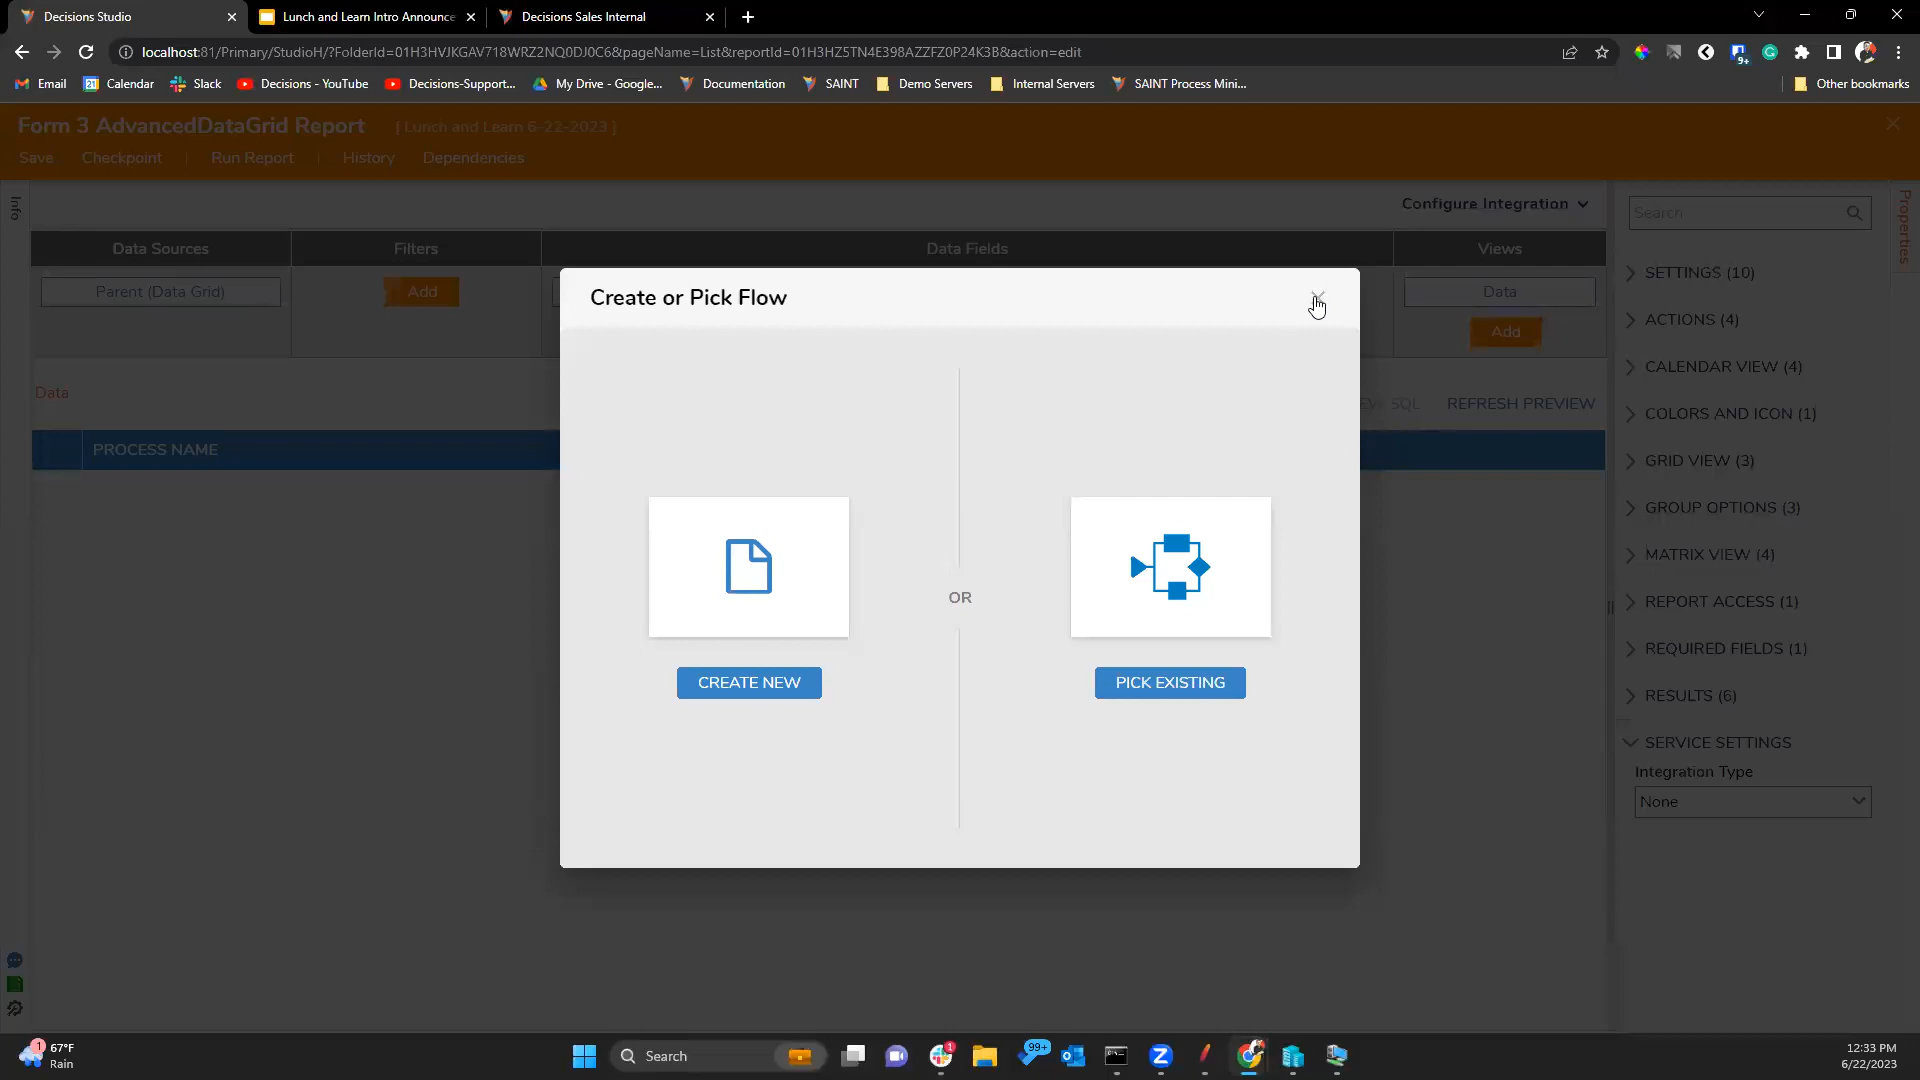 Decisions Studio
Lunch and Learn Intro Announce
Decisions Sales Internal
localhost:81/Primary/StudioH/?FolderId=01H3HVJKGAV718WRZ2NQ0DJ0C6&pageName=List&reportId=01H3HZ5TN4E398AZZFZ0P24K3B&action=edit
9+
Email
31
Calendar
Slack
Decisions - YouTube
Decisions-Support...
My Drive - Google...
Documentation
SAINT
Demo Servers
Internal Servers
SAINT Process Mini...
Other bookmarks
Form 3 AdvancedDataGrid Report
[ Lunch and Learn 6-22-2023 ]
Save
Checkpoint
Run Report
History
Dependencies
Info
Configure Integration
Search
Properties
Data Sources
Filters
Data Fields
Views
Parent (Data Grid)
Add
Data
Add
Create or Pick Flow
SETTINGS (10)
ACTIONS (4)
CALENDAR VIEW (4)
COLORS AND ICON (1)
GRID VIEW (3)
GROUP OPTIONS (3)
MATRIX VIEW (4)
REPORT ACCESS (1)
REQUIRED FIELDS (1)
RESULTS (6)
SERVICE SETTINGS
Integration Type
None
Data
SQL
REFRESH PREVIEW
PROCESS NAME
OR
CREATE NEW
PICK EXISTING
1
67°F
Rain
Search
1
99+
12:33 PM
6/22/2023